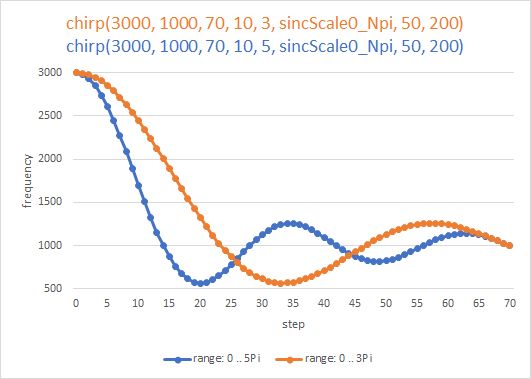 chirp(3000, 1000, 70, 10, 3, sincScale0_Npi, 50, 200)
chirp(3000, 1000, 70, 10, 5, sincScale0_Npi, 50, 200)
3000
2500
2000
1500
1000
500
frequency
0 5 10 15 20 25 30 35 40 45 50 55 60 65 70
step
range: 0 .. 5Pi range: 0 .. 3Pi